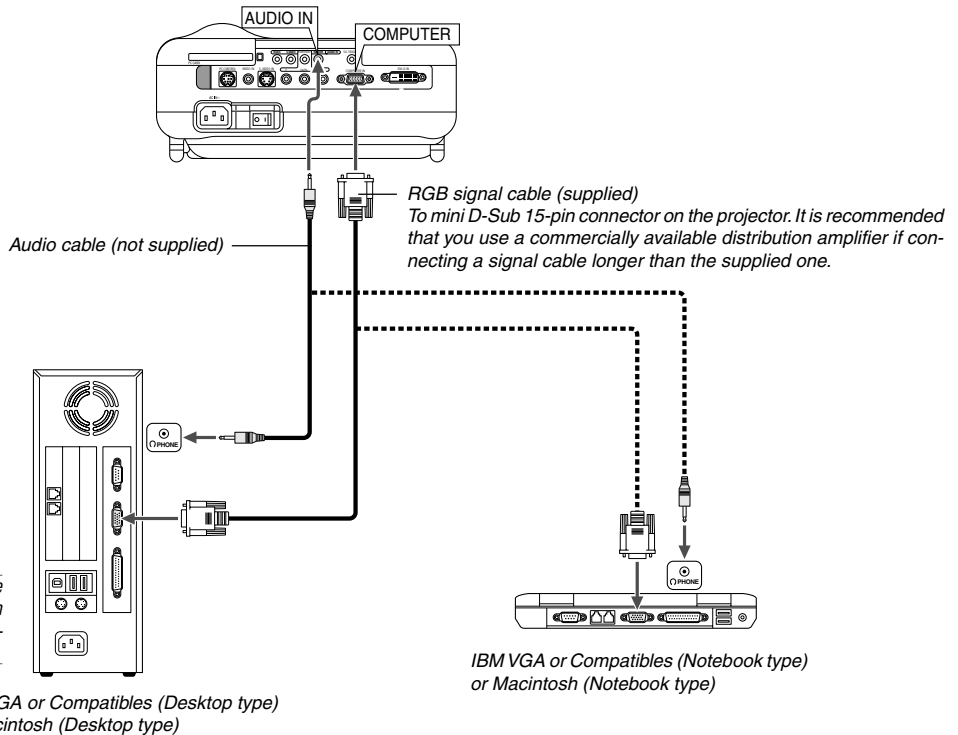 AUDIO IN
COMPUTER
RGB signal cable (supplied)
To mini D-Sub 15-pin connector on the projector. It is recommended
that you use a commercially available distribution amplifier if con-
necting a signal cable longer than the supplied one.
Audio cable (not supplied)
PHONE
PHONE
IBM VGA or Compatibles (Notebook type)
or Macintosh (Notebook type)
GA or Compatibles (Desktop type)
cintosh (Desktop type)